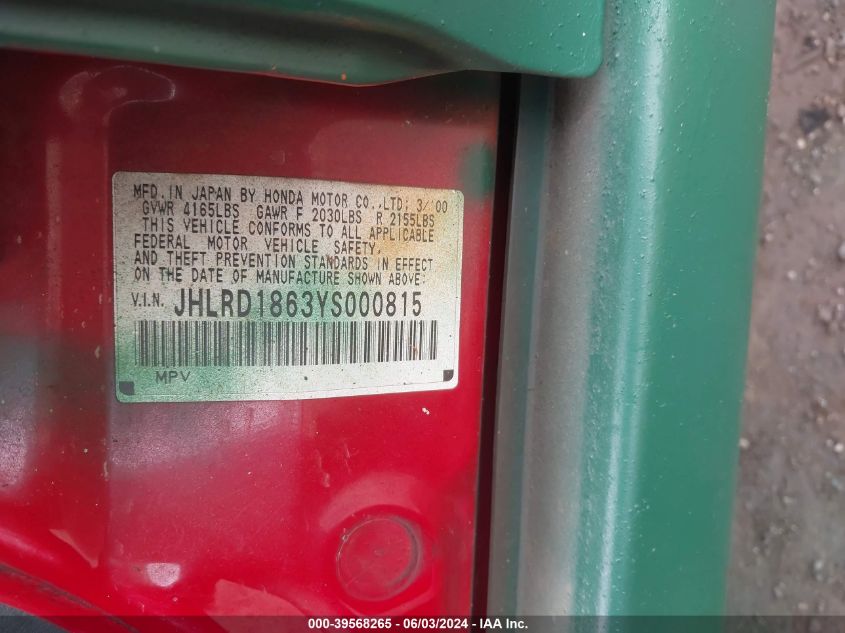 MFD. IN JAPAN BY HONDA MOTOR CO.,LTD; 3/'00
GVWR 4165LBS GAWR F 2030LBS R 2155LBS
THIS VEHICLE CONFORMS TO ALL APPLICABLE
FEDERAL MOTOR VEHICLE SAFETY,
AND THEFT PREVENTION STANDARDS IN EFFECT
ON THE DATE OF MANUFACTURE SHOWN ABOVE:
V.I.N. JHLRD1863YS000815
MPV
000-39568265 - 06/03/2024 - IAA Inc.